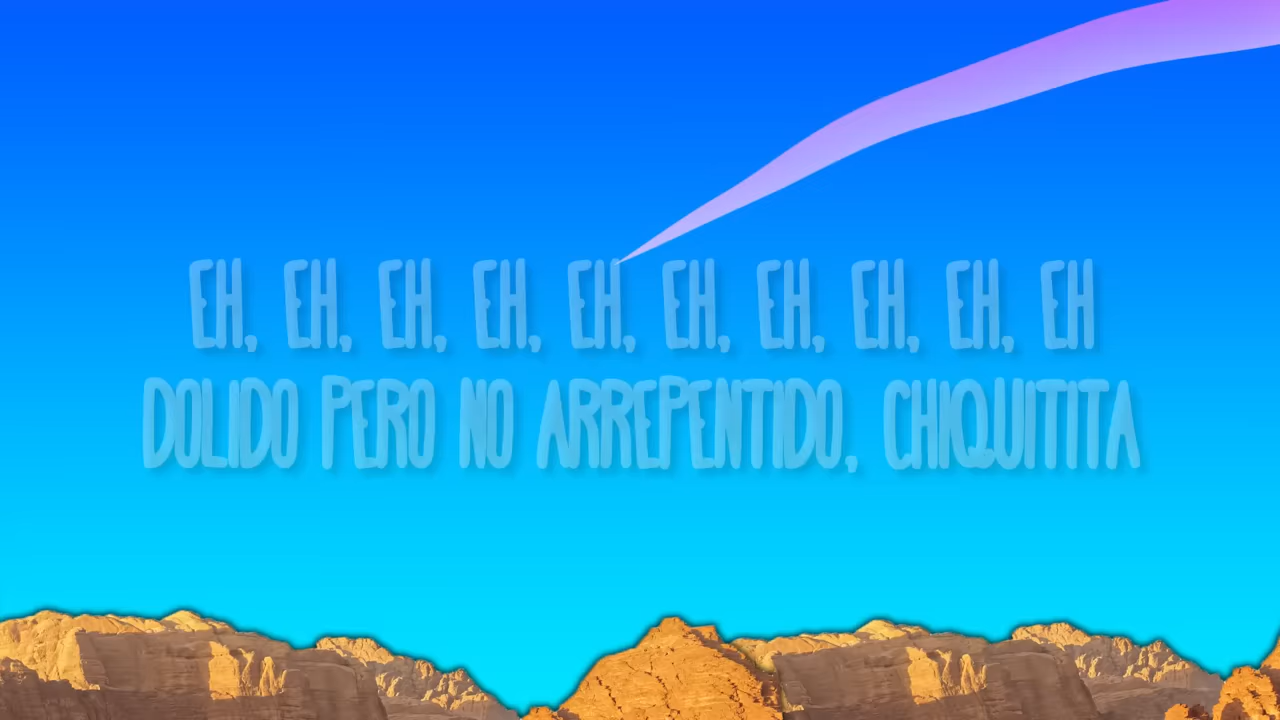 EH, EH, EH, EH, EH, EH, EH, EH, EH, EH
DOLIDO PERO NO ARREPENTIDO, CHIQUITITA